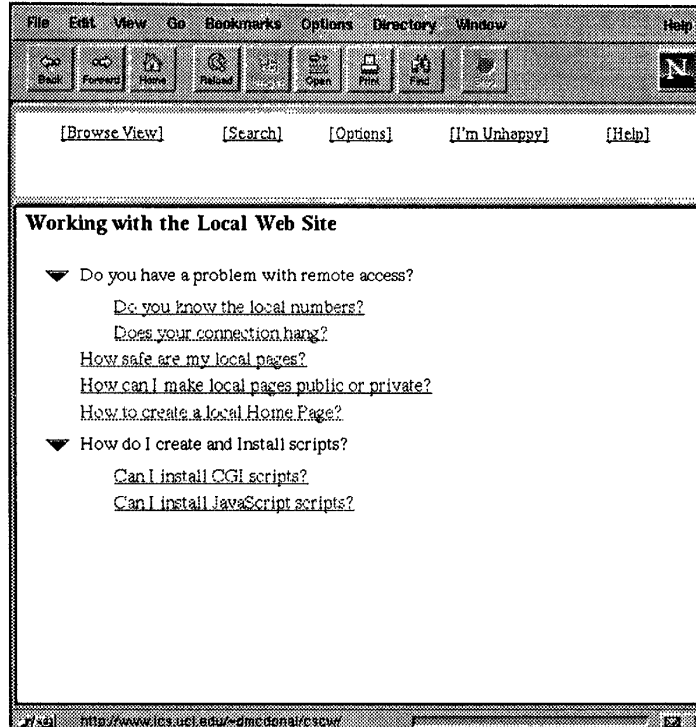 File Edit View Go Bookmarks Options Directory Window Help
Back Forward Home Reload Open Print Find
N
[Browse View] [Search] [Options] [I'm Unhappy] [Help]
Working with the Local Web Site
Do you have a problem with remote access?
Do you know the local numbers?
Does your connection hang?
How safe are my local pages?
How can I make local pages public or private?
How to create a local Home Page?
How do I create and Install scripts?
Can I install CGI scripts?
Can I install JavaScript scripts?
http://www.ics.uci.edu/~dmcdonal/cscw/